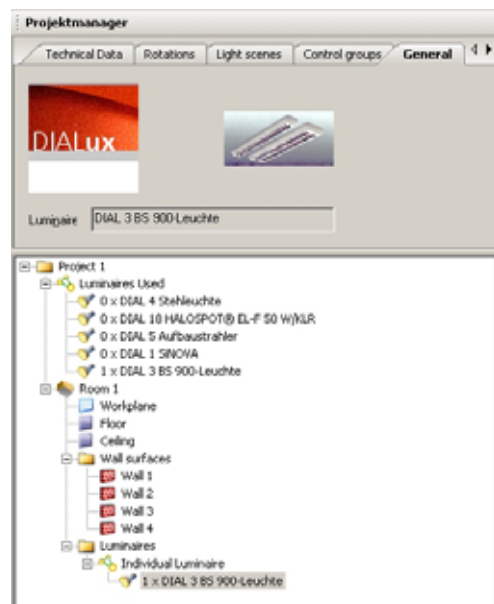 Projektmanager
Technical Data Rotations Light scenes Control groups General
DIALux
Luminaire DIAL 3 BS 900-Leuchte
Project 1
Luminaires Used
0 x DIAL 4 Stehleuchte
0 x DIAL 10 HALOSPOT® EL-F 50 W/KLR
0 x DIAL 5 Aufbaustrahler
0 x DIAL 1 SINOVA
1 x DIAL 3 BS 900-Leuchte
Room 1
Workplane
Floor
Ceiling
Wall surfaces
Wall 1
Wall 2
Wall 3
Wall 4
Luminaires
Individual Luminaire
1 x DIAL 3 BS 900-Leuchte